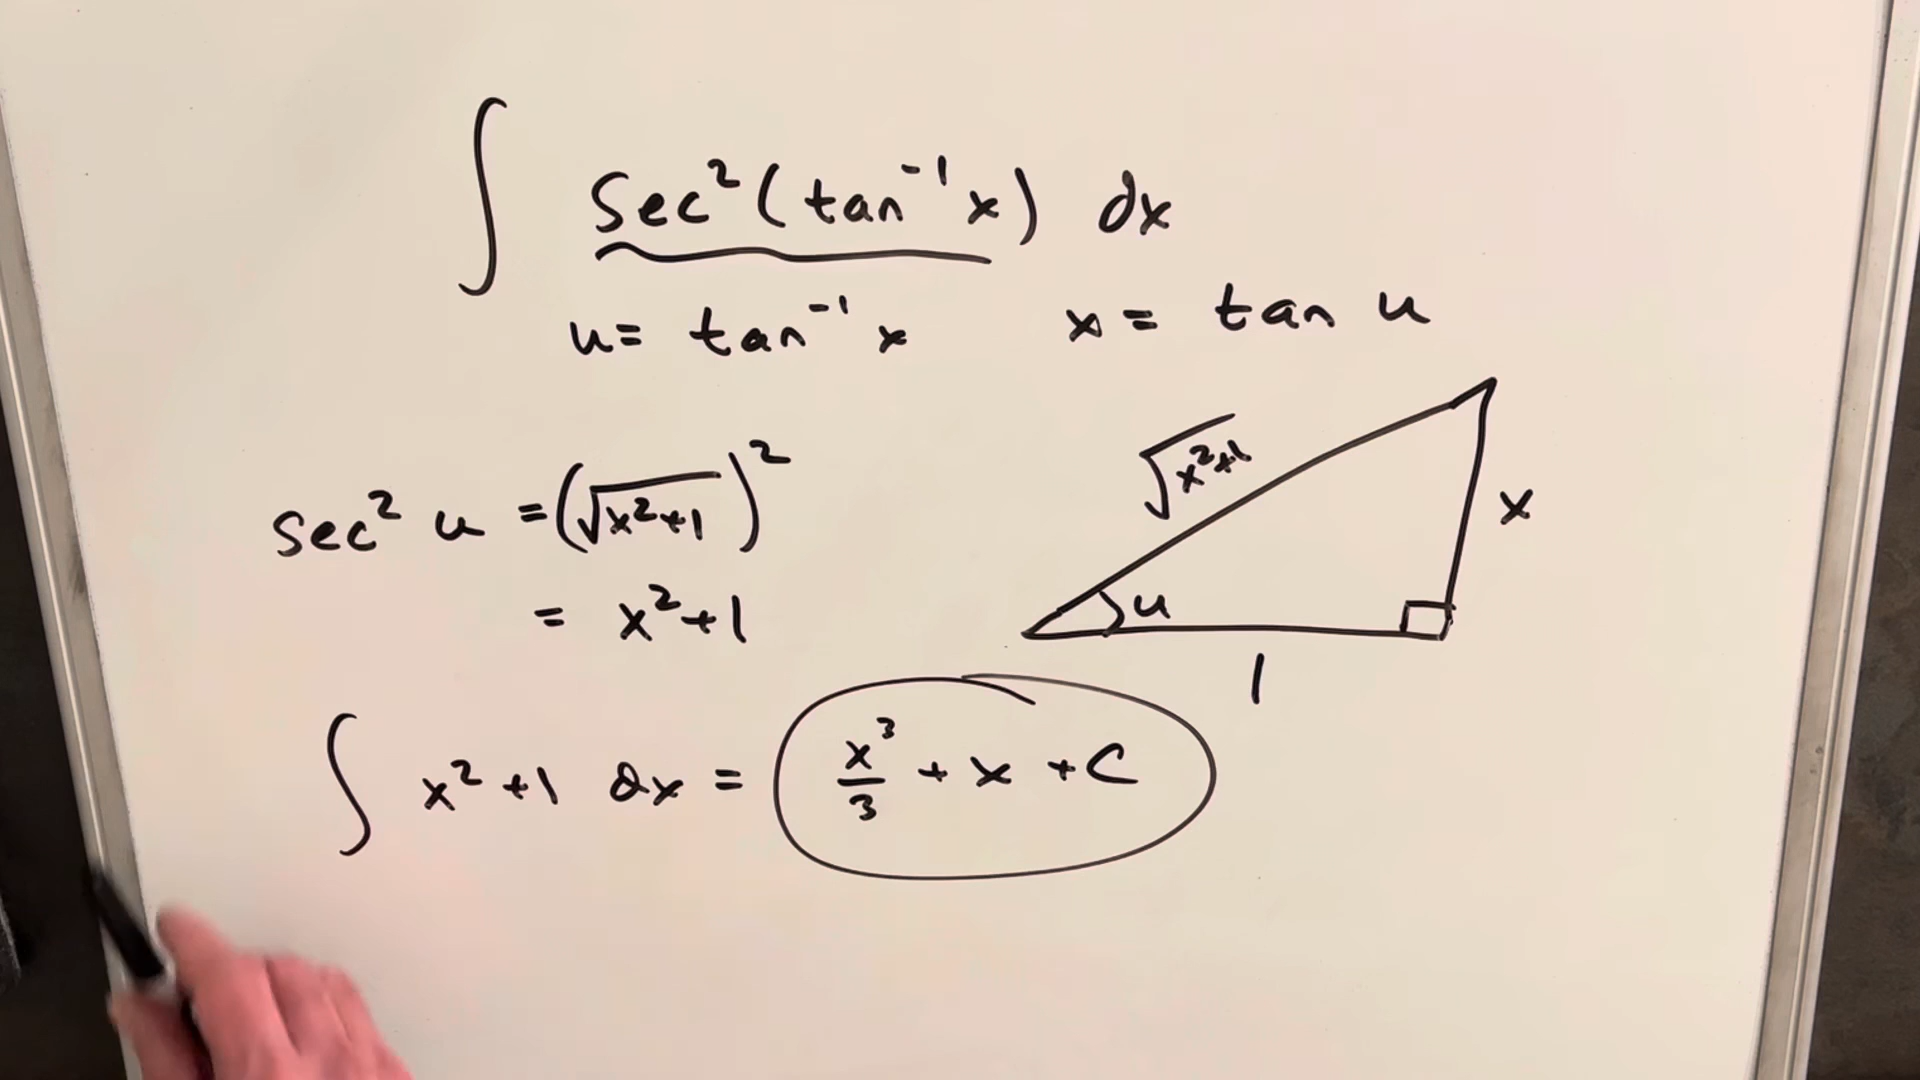 ∫ sec²(tan⁻¹x) dx
u= tan⁻¹ x x = tan u
√x²+1
x
sec² u = (√x²+1)²
= x²+1
u
1
∫ x²+1 dx = x³/3 + x + C